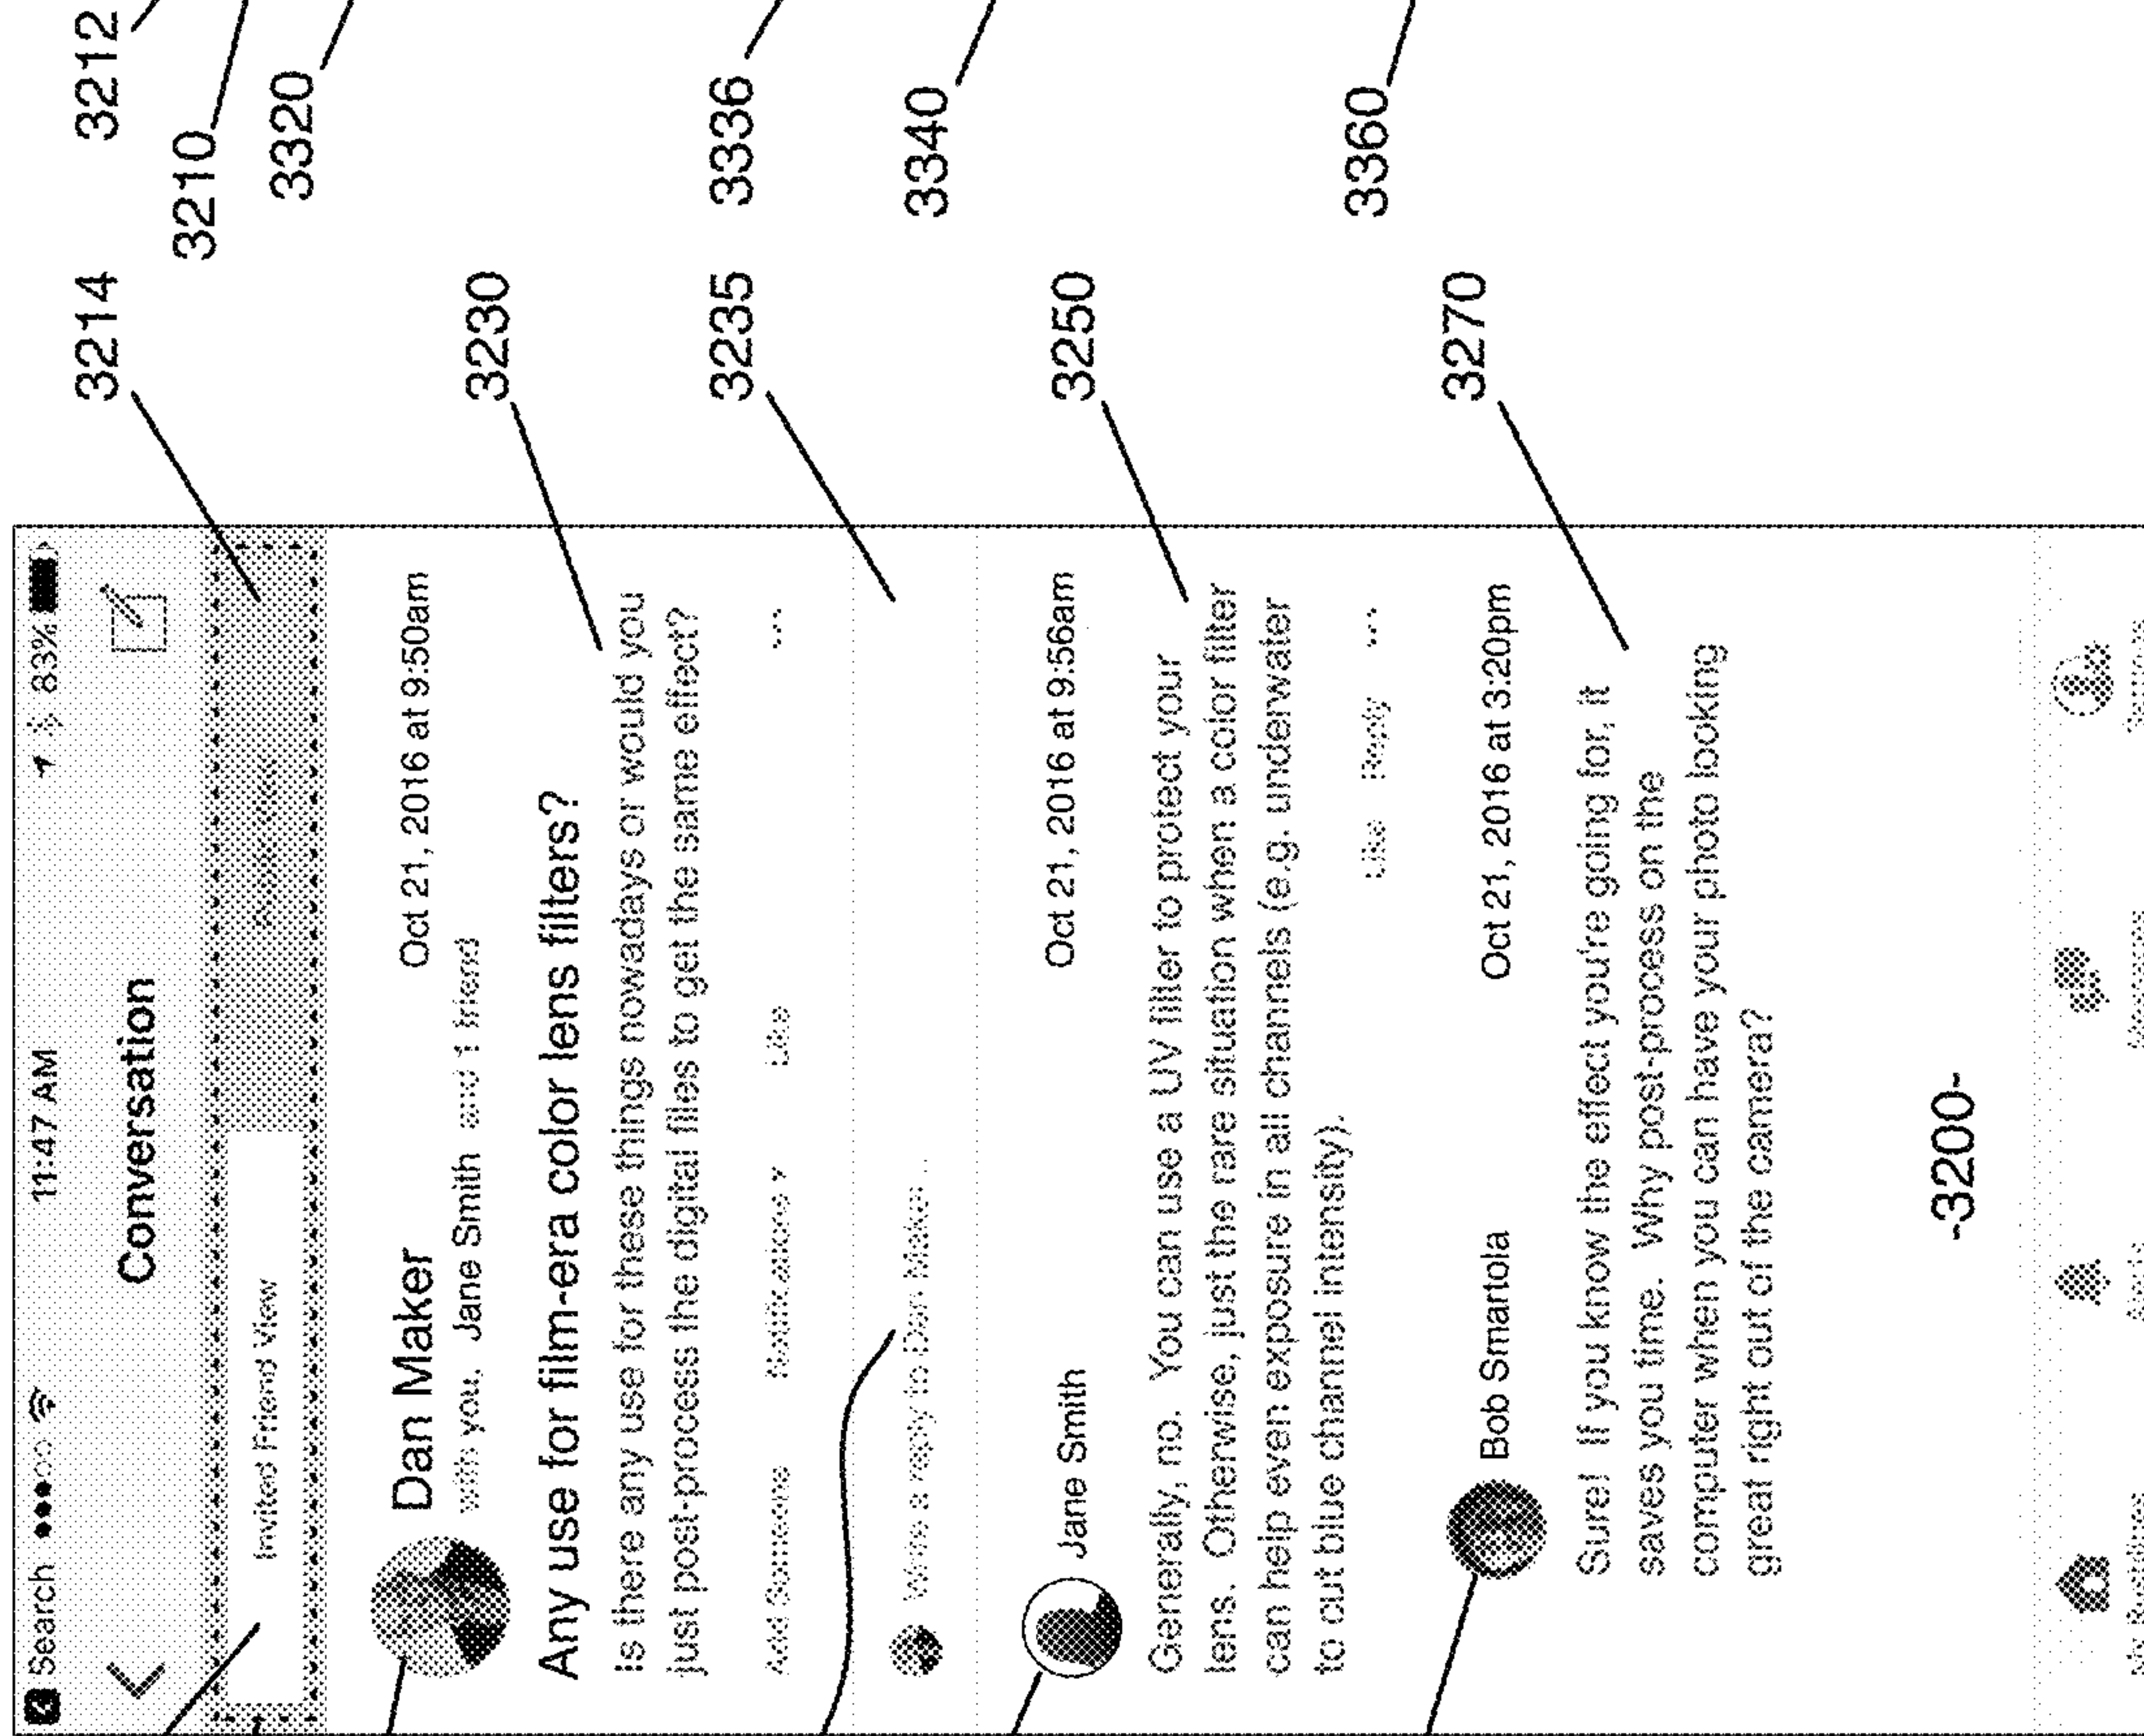 3212
3210
3320
3336
3340
3360
3214
3230
3235
3250
3270
Search 11:47 AM 83%
Conversation
Invited Friend View
Dan Maker Oct 21, 2016 at 9:50am
with you, Jane Smith and 1 friend
Any use for film-era color lens filters?
Is there any use for these things nowadays or would you
just post-process the digital files to get the same effect?
Add Someone Notifications Like ...
Write a reply to Dan Maker...
Jane Smith Oct 21, 2016 at 9:56am
Generally, no. You can use a UV filter to protect your
lens. Otherwise, just the rare situation when a color filter
can help even exposure in all channels (e.g. underwater
to cut blue channel intensity).
Like Reply ...
Bob Smartola Oct 21, 2016 at 3:20pm
Sure! If you know the effect you're going for, it
saves you time. Why post-process on the
computer when you can have your photo looking
great right out of the camera?
-3200-